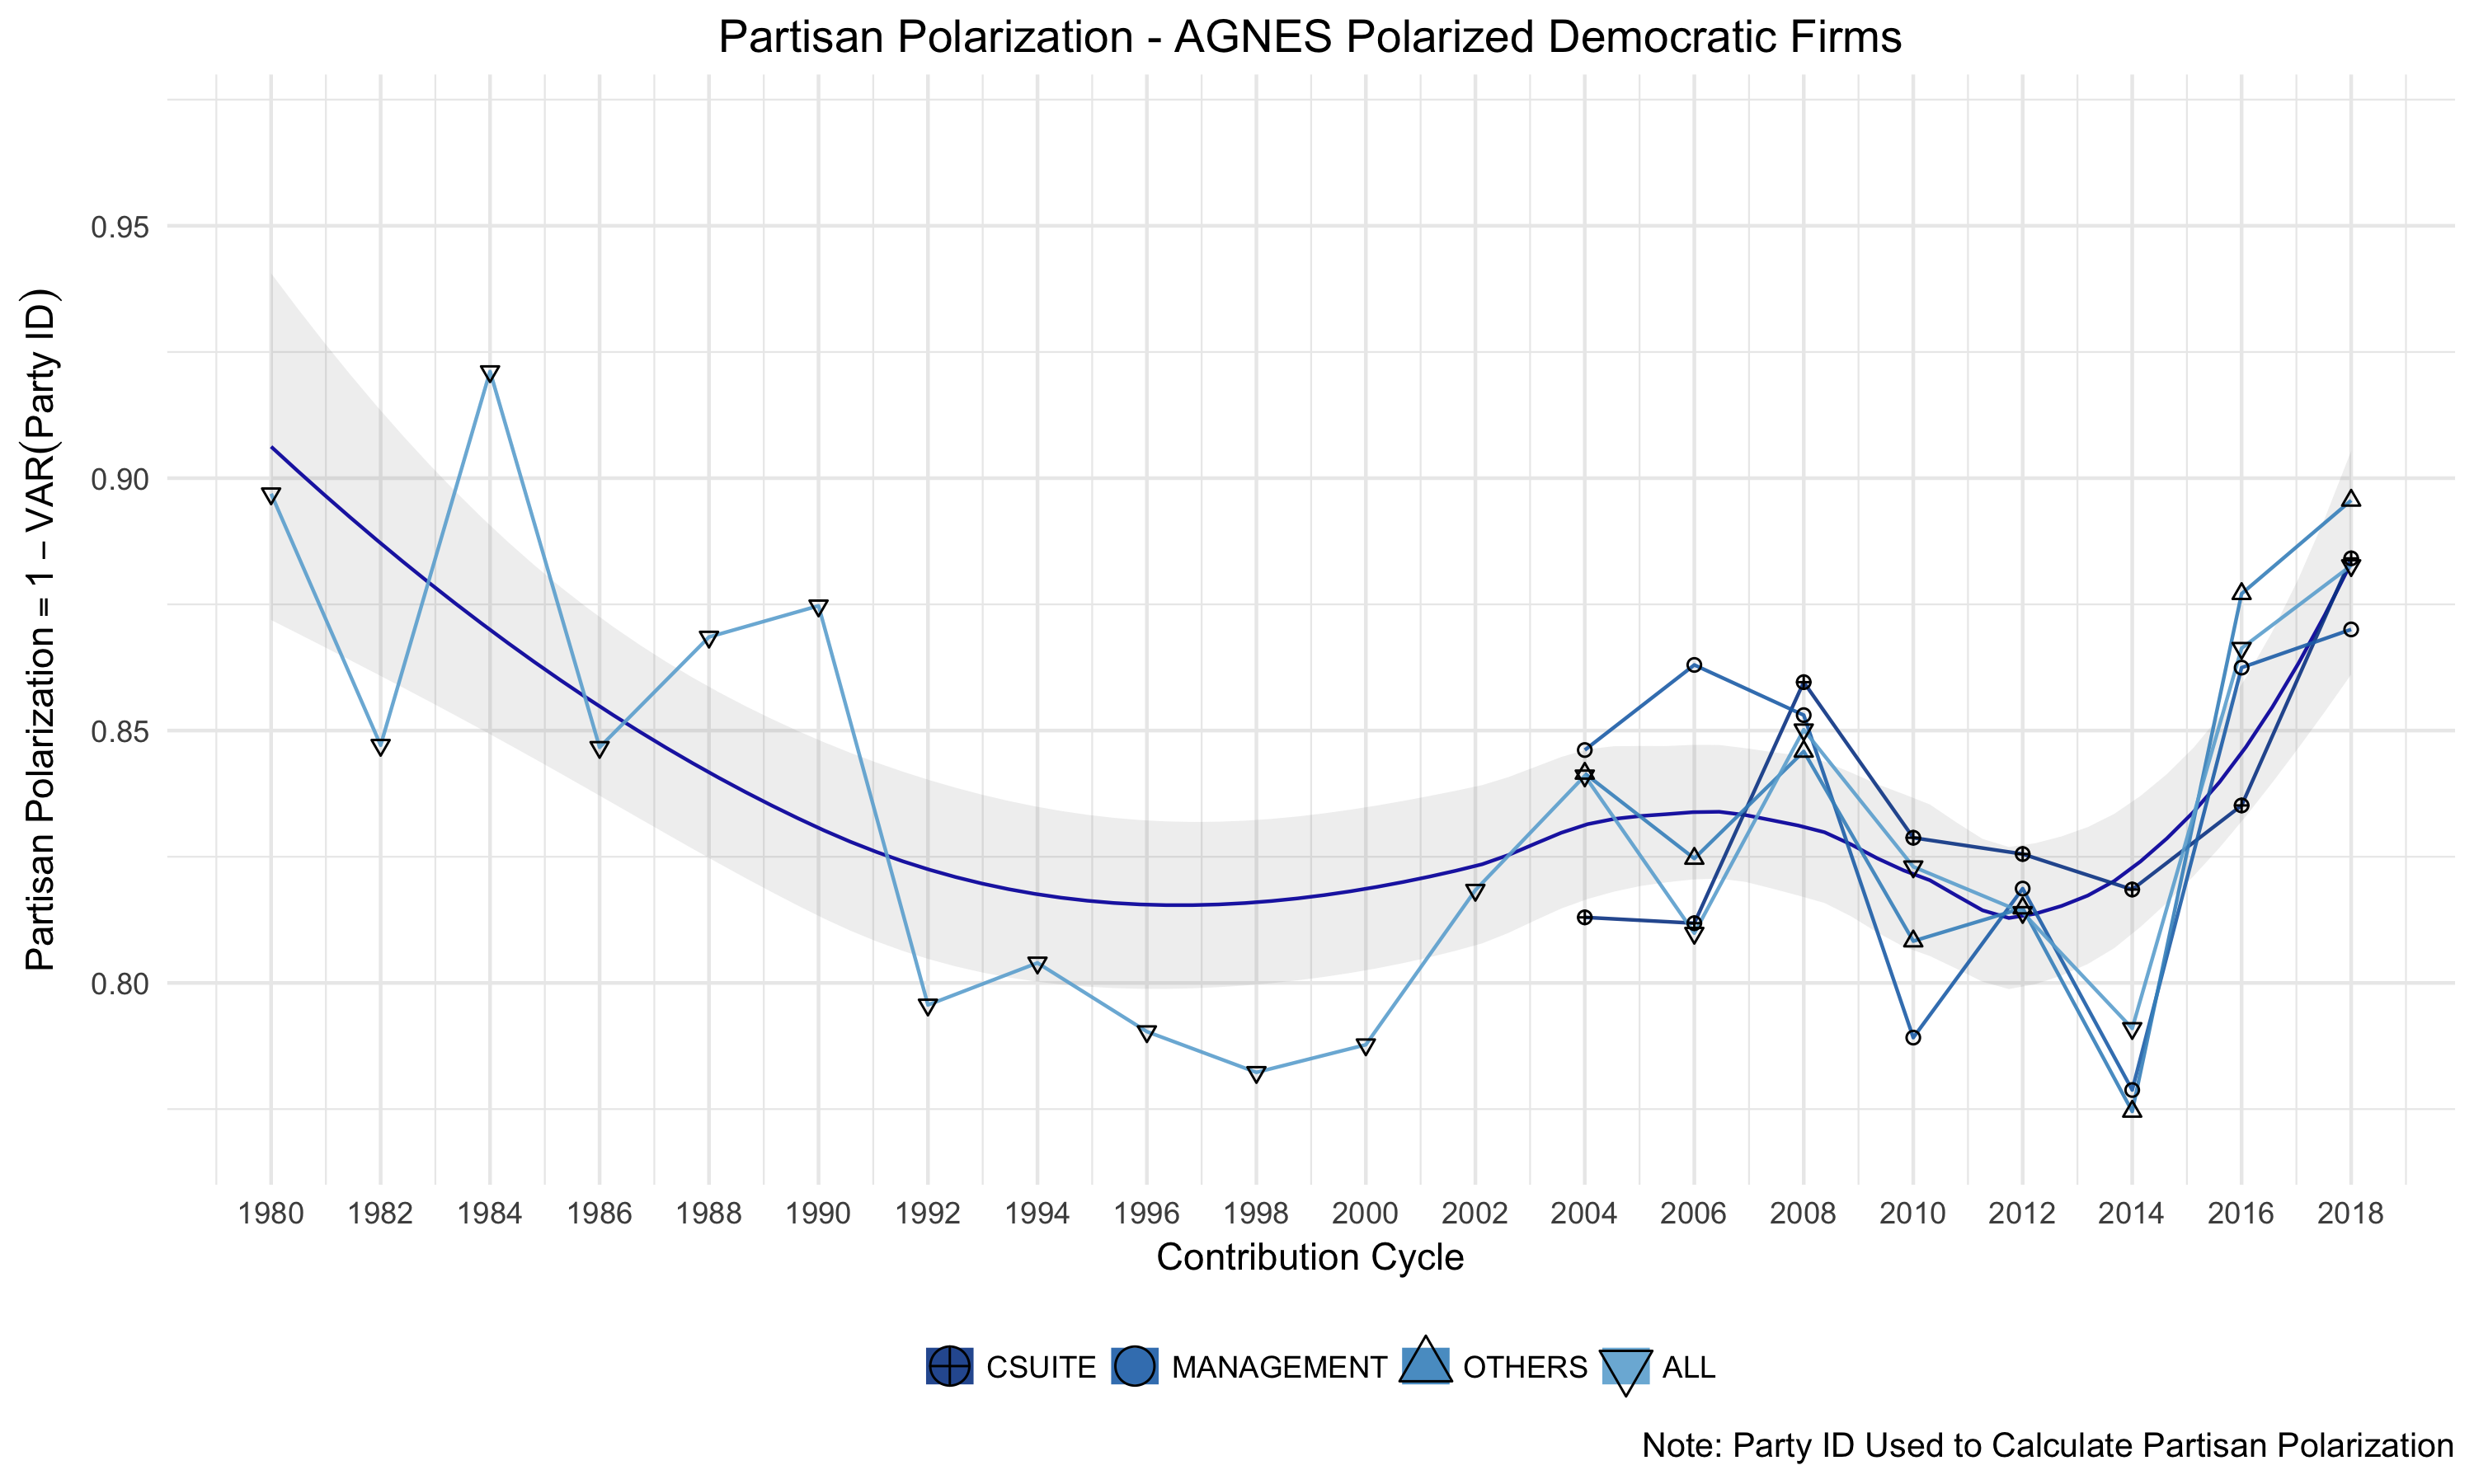 Partisan Polarization - AGNES Polarized Democratic Firms
Partisan Polarization = 1 − VAR(Party ID)
0.95
0.90
0.85
0.80
1980 1982 1984 1986 1988 1990 1992 1994 1996 1998 2000 2002 2004 2006 2008 2010 2012 2014 2016 2018
Contribution Cycle
CSUITE MANAGEMENT OTHERS ALL
Note: Party ID Used to Calculate Partisan Polarization